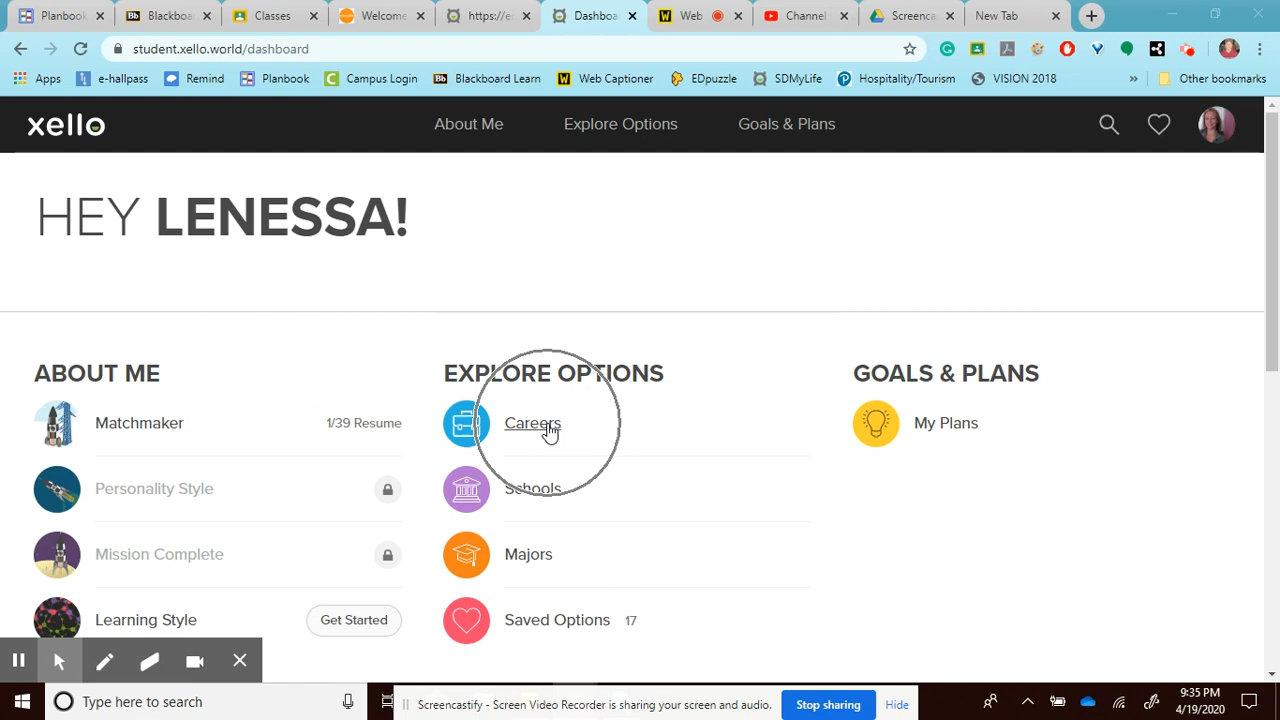 Planbook
Blackboa
Classes
Welcome
https://e
Dashboa
Web
Channel
Screenca
New Tab
student.xello.world/dashboard
Apps
e-hallpass
Remind
Planbook
Campus Login
Blackboard Learn
Web Captioner
EDpuzzle
SDMyLife
Hospitality/Tourism
VISION 2018
»
Other bookmarks
xello
About Me
Explore Options
Goals & Plans
HEY LENESSA!
ABOUT ME
Matchmaker
1/39 Resume
Personality Style
Mission Complete
Learning Style
Get Started
EXPLORE OPTIONS
Careers
Schools
Majors
Saved Options 17
GOALS & PLANS
My Plans
Type here to search
Screencastify - Screen Video Recorder is sharing your screen and audio.
Stop sharing
Hide
9:35 PM
4/19/2020